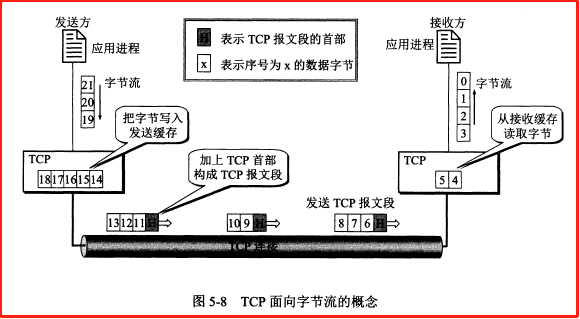 发送方
接收方
应用进程
应用进程
H 表示 TCP 报文段的首部
x 表示序号为 x 的数据字节
21
20
19
字节流
0
1
2
3
字节流
把字节写入
发送缓存
从接收缓存
读取字节
TCP
TCP
18 17 16 15 14
5 4
加上 TCP 首部
构成 TCP 报文段
发送 TCP 报文段
13 12 11 H
10 9 H
8 7 6 H
TCP 连接
图 5-8 TCP 面向字节流的概念